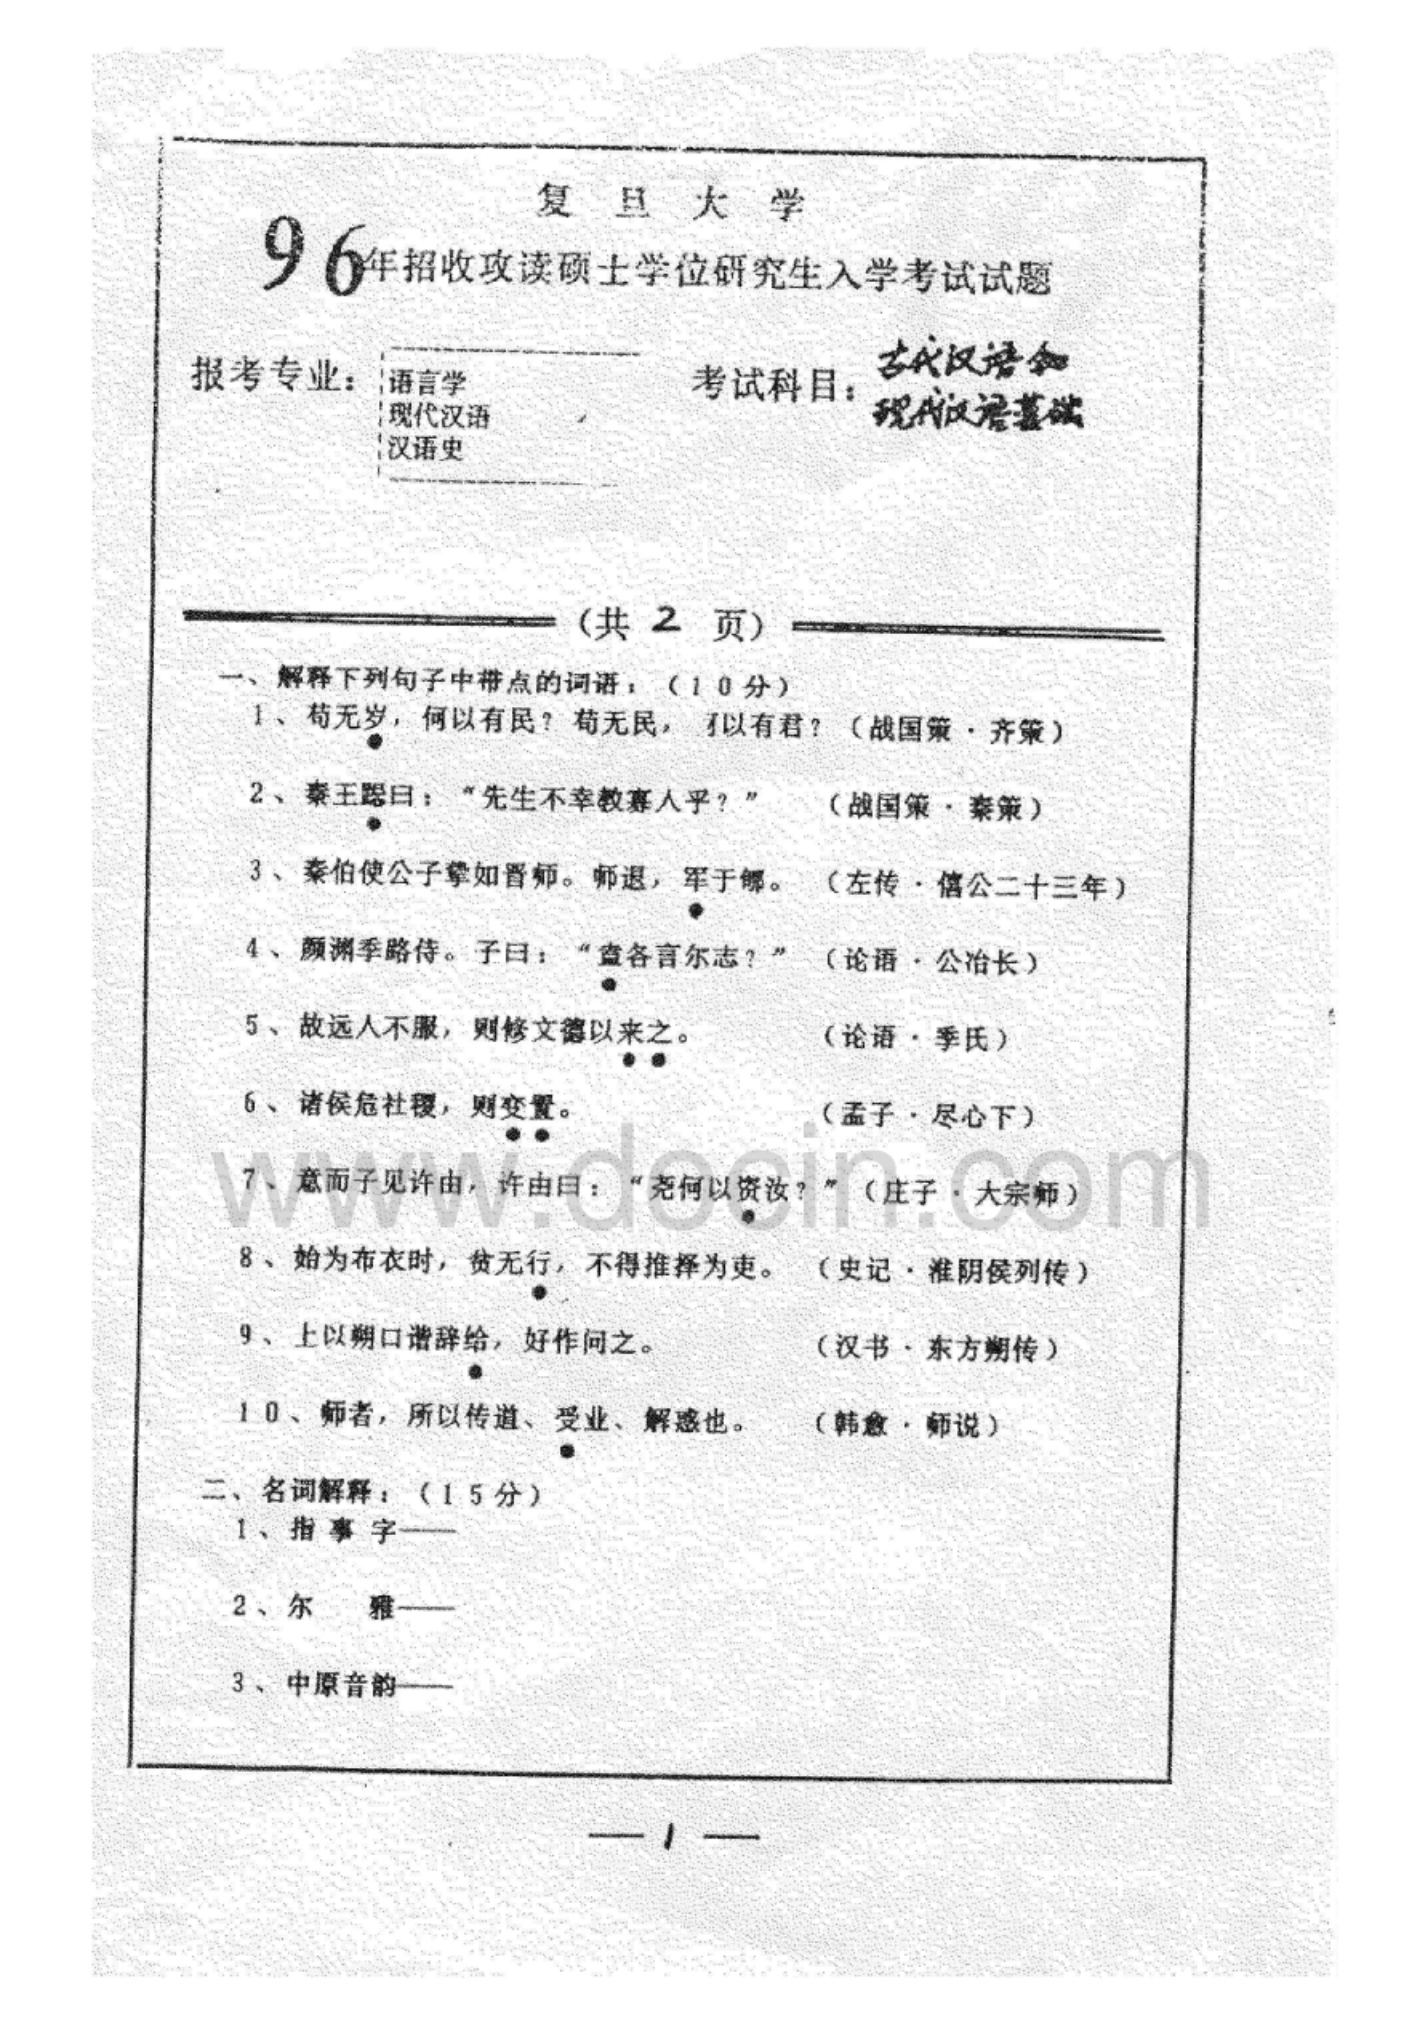 复旦大学
96年招收攻读硕士学位研究生入学考试试题
报考专业：
语言学
现代汉语
汉语史
考试科目：古代汉语和
现代汉语基础
（共 2 页）
一、解释下列句子中带点的词语：（10分）
1、苟无岁，何以有民？苟无民，可以有君？（战国策·齐策）
2、秦王跽曰：“先生不幸教寡人乎？”（战国策·秦策）
3、秦伯使公子挚如晋师。师退，军于郇。（左传·僖公二十三年）
4、颜渊季路侍。子曰：“盍各言尔志？”（论语·公冶长）
5、故远人不服，则修文德以来之。（论语·季氏）
6、诸侯危社稷，则变置。（孟子·尽心下）
7、意而子见许由，许由曰：“尧何以资汝？”（庄子·大宗师）
8、始为布衣时，贫无行，不得推择为吏。（史记·淮阴侯列传）
9、上以朔口谐辞给，好作问之。（汉书·东方朔传）
10、师者，所以传道、受业、解惑也。（韩愈·师说）
二、名词解释：（15分）
1、指事字——
2、尔雅——
3、中原音韵——
— 1 —
www.docin.com